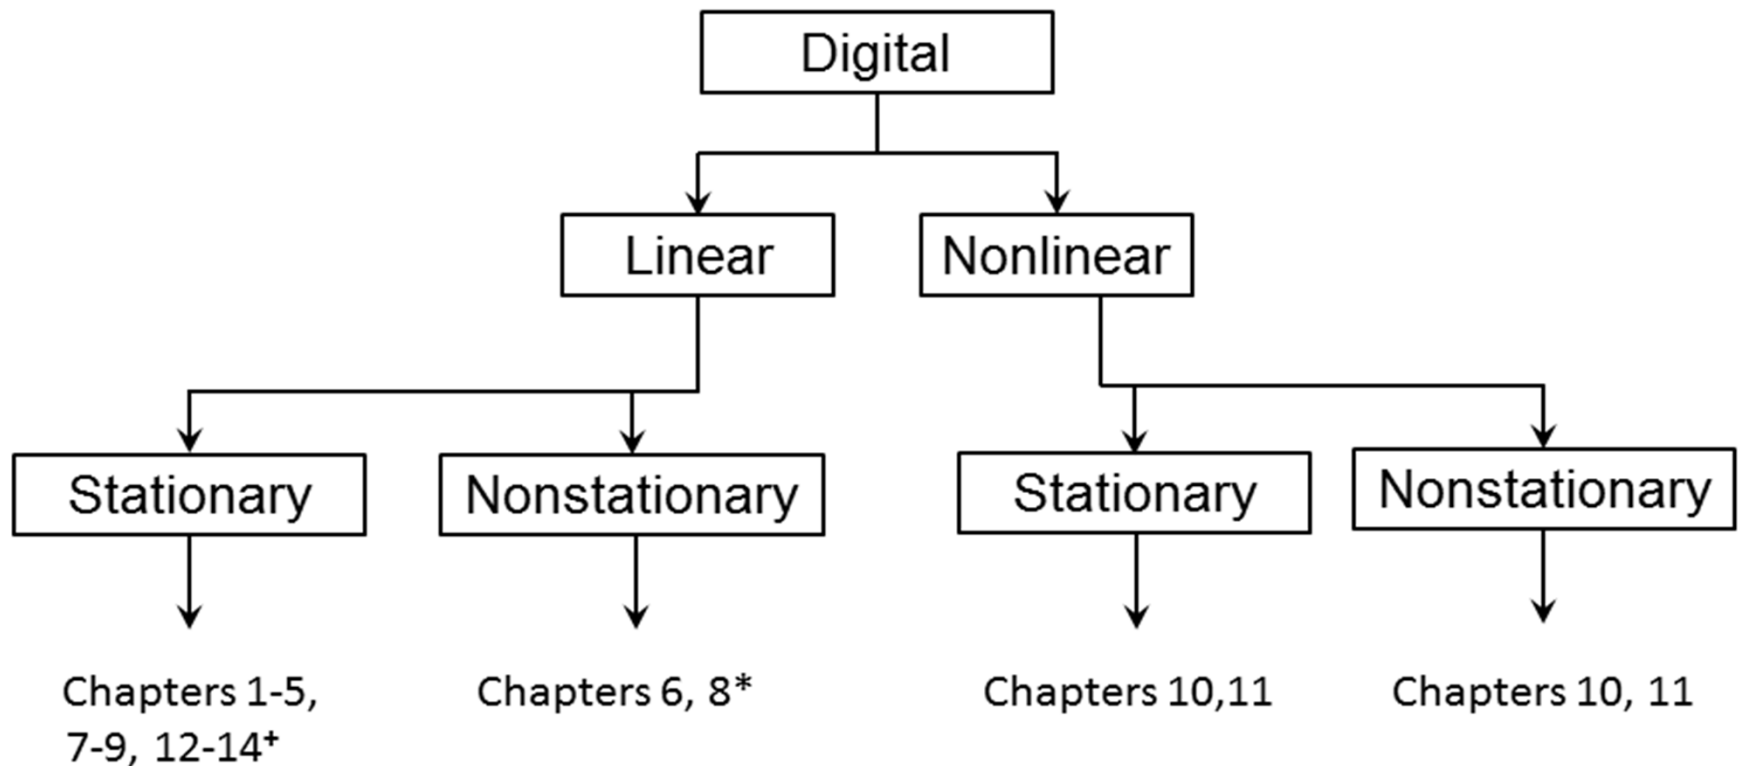 Digital
Linear
Nonlinear
Stationary
Nonstationary
Stationary
Nonstationary
Chapters 1-5,
7-9, 12-14+
Chapters 6, 8*
Chapters 10,11
Chapters 10, 11